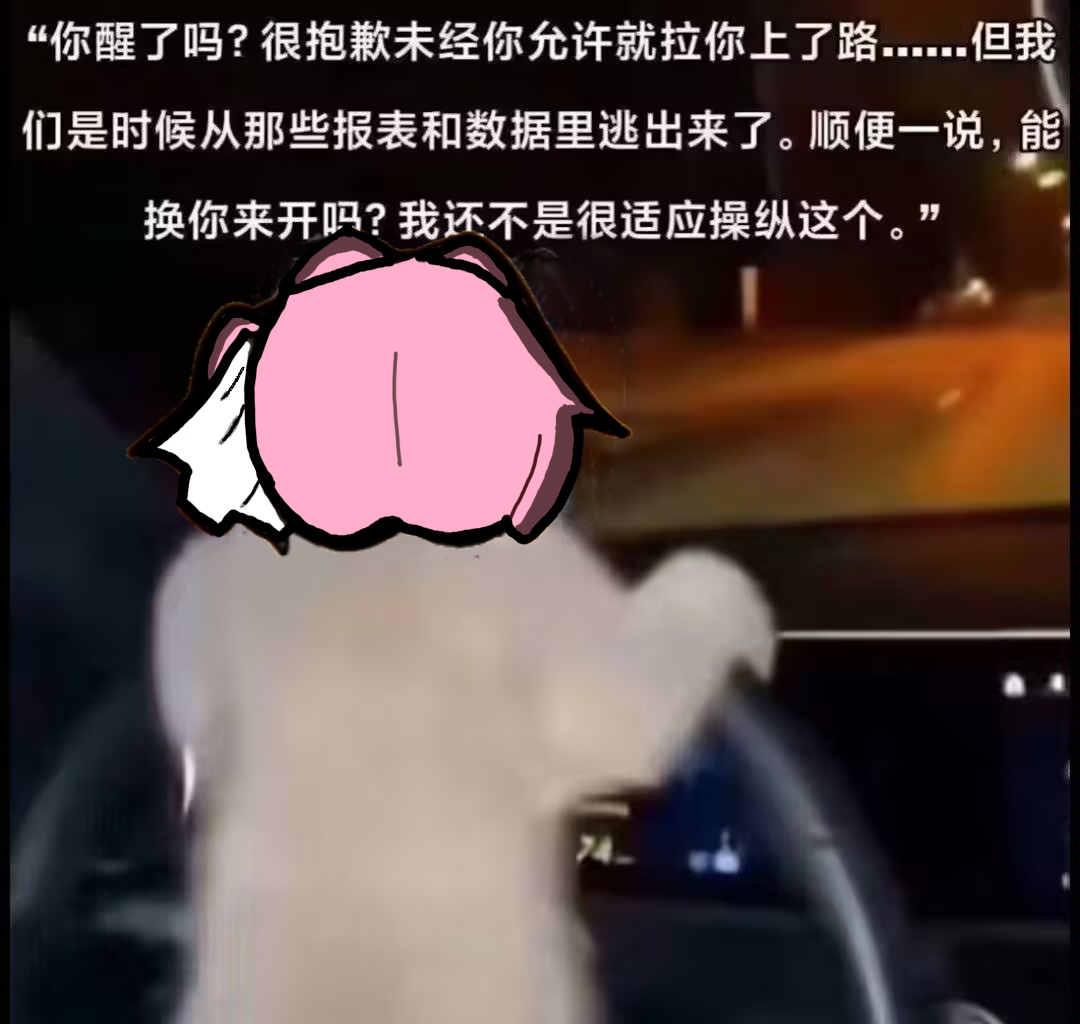 “你醒了吗？很抱歉未经你允许就拉你上了路……但我
们是时候从那些报表和数据里逃出来了。顺便一说，能
换你来开吗？我还不是很适应操纵这个。”
74